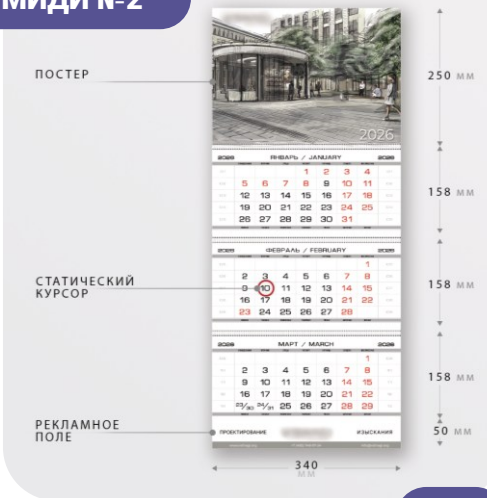 МИДИ №2
ПОСТЕР
250 мм
2026
2026 ЯНВАРЬ / JANUARY 2026
1 2 3 4
5 6 7 8 9 10 11
12 13 14 15 16 17 18
19 20 21 22 23 24 25
26 27 28 29 30 31
158 мм
2026 ФЕВРАЛЬ / FEBRUARY 2026
1
2 3 4 5 6 7 8
9 10 11 12 13 14 15
16 17 18 19 20 21 22
23 24 25 26 27 28
СТАТИЧЕСКИЙ
КУРСОР
158 мм
2026 МАРТ / MARCH 2026
1
2 3 4 5 6 7 8
9 10 11 12 13 14 15
16 17 18 19 20 21 22
23/30 24/31 25 26 27 28 29
158 мм
РЕКЛАМНОЕ
ПОЛЕ
ПРОЕКТИРОВАНИЕ ИЗЫСКАНИЯ
50 мм
340
мм